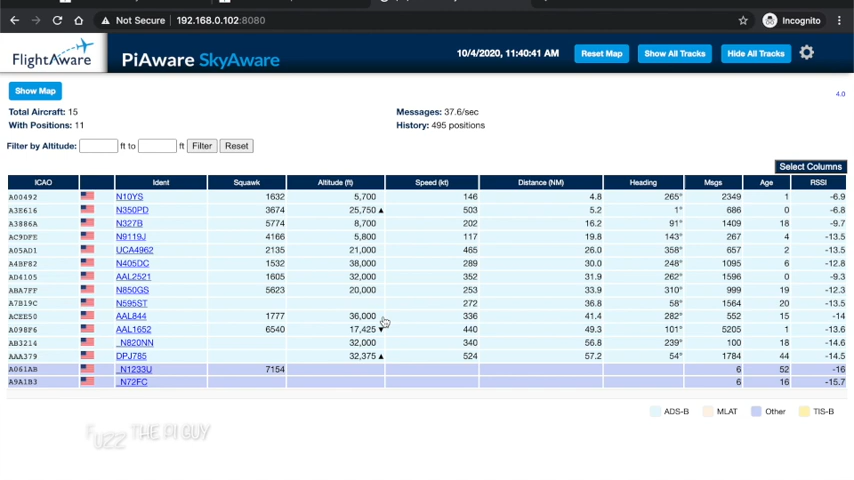 Not Secure 192.168.0.102:8080 Incognito
FlightAware PiAware SkyAware 10/4/2020, 11:40:41 AM Reset Map Show All Tracks Hide All Tracks
Show Map 4.0
Total Aircraft: 15 Messages: 37.6/sec
With Positions: 11 History: 495 positions
Filter by Altitude: ft to ft Filter Reset
Select Columns
ICAO Ident Squawk Altitude (ft) Speed (kt) Distance (NM) Heading Msgs Age RSSI
A00492 N10YS 1632 5,700 146 4.8 265° 2349 1 -6.9
A3E616 N350PD 3674 25,750 ▲ 503 5.2 1° 686 0 -6.8
A3886A N327B 5774 8,700 202 16.2 91° 1409 18 -9.7
AC9DFE N9119J 4166 5,800 117 19.8 143° 267 4 -13.5
A05AD1 UCA4962 2135 21,000 465 26.0 358° 657 2 -13.5
A4BF82 N405DC 1532 38,000 289 30.0 248° 1095 6 -12.8
AD4105 AAL2521 1605 32,000 352 31.9 262° 1596 0 -9.3
ABA7FF N850GS 5623 20,000 253 33.9 310° 999 19 -12.3
A7B19C N595ST 272 36.8 58° 1564 20 -13.5
ACEE50 AAL844 1777 36,000 336 41.4 282° 552 15 -14
A098F6 AAL1652 6540 17,425 ▼ 440 49.3 101° 5205 1 -13.6
AB3214 _N820NN 32,000 340 56.8 239° 100 18 -14.6
AAA379 DPJ785 32,375 ▲ 524 57.2 54° 1784 44 -14.5
A061AB _N1233U 7154 6 52 -16
A9A1B3 _N72FC 6 16 -15.7
ADS-B MLAT Other TIS-B
FUZZ THE PI GUY